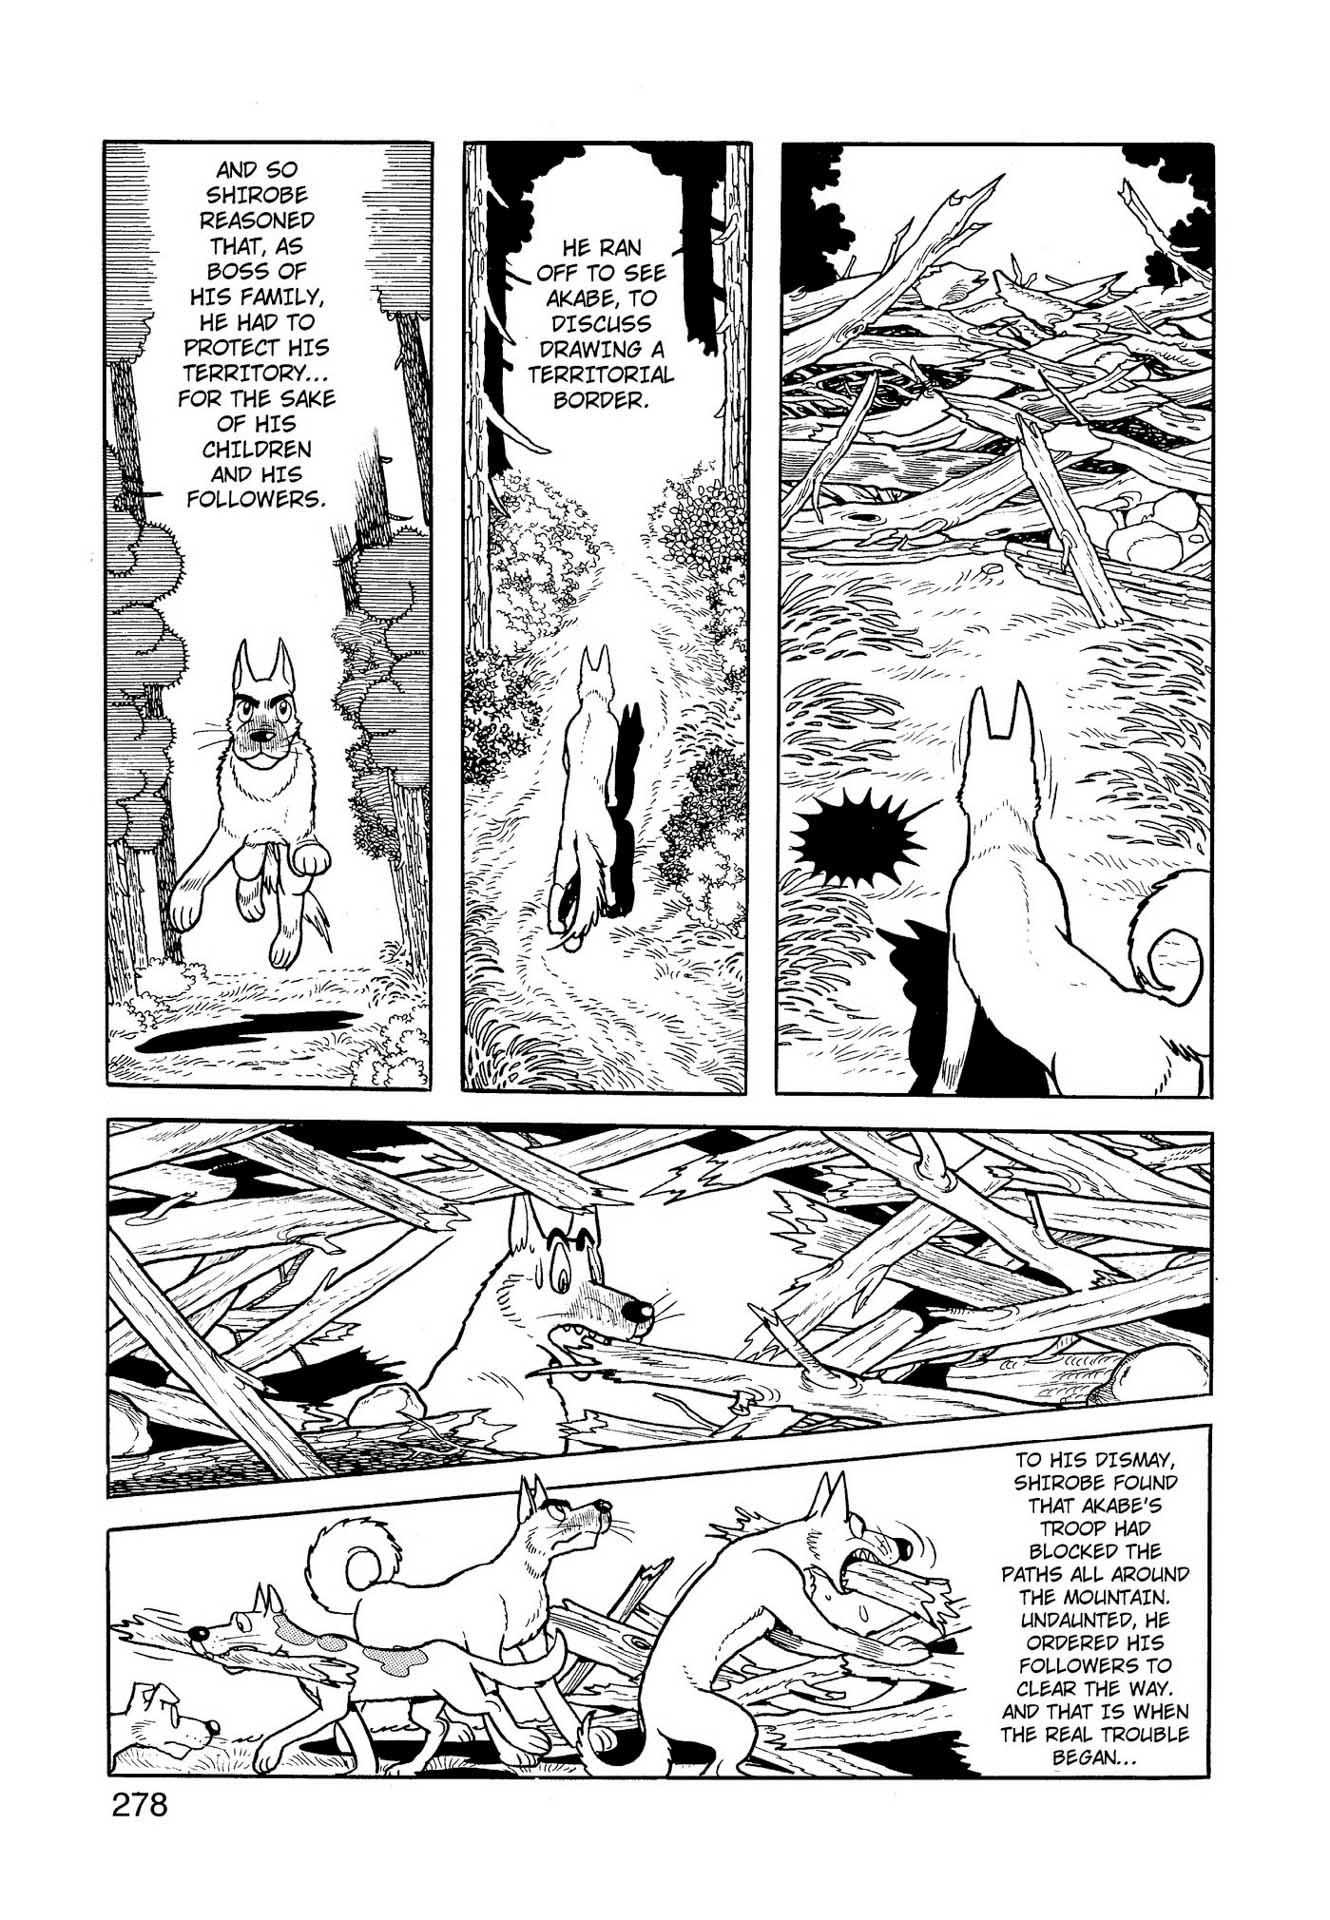 AND SO
SHIROBE
REASONED
THAT, AS
BOSS OF
HIS FAMILY,
HE HAD TO
PROTECT HIS
TERRITORY...
FOR THE SAKE
OF HIS
CHILDREN
AND HIS
FOLLOWERS.
HE RAN
OFF TO SEE
AKABE, TO
DISCUSS
DRAWING A
TERRITORIAL
BORDER.
TO HIS DISMAY,
SHIROBE FOUND
THAT AKABE'S
TROOP HAD
BLOCKED THE
PATHS ALL AROUND
THE MOUNTAIN.
UNDAUNTED, HE
ORDERED HIS
FOLLOWERS TO
CLEAR THE WAY.
AND THAT IS WHEN
THE REAL TROUBLE
BEGAN...
278